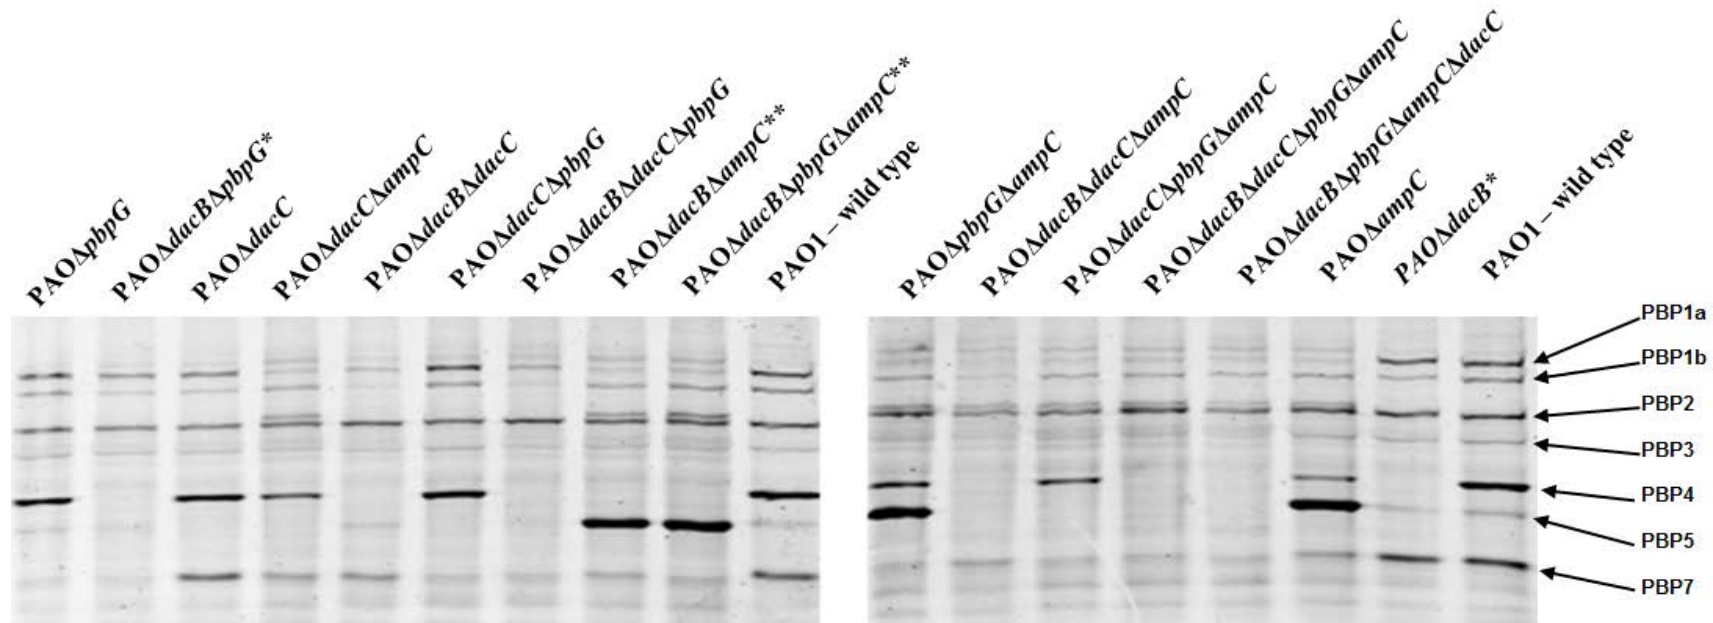 PAOΔpbpG
PAOΔdacBΔpbpG*
PAOΔdacC
PAOΔdacCΔampC
PAOΔdacBΔdacC
PAOΔdacCΔpbpG
PAOΔdacBΔdacCΔpbpG
PAOΔdacBΔampC**
PAOΔdacBΔpbpGΔampC**
PAO1 – wild type
PAOΔpbpGΔampC
PAOΔdacBΔdacCΔampC
PAOΔdacCΔpbpGΔampC
PAOΔdacBΔdacCΔpbpGΔampC
PAOΔdacBΔpbpGΔampCΔdacC
PAOΔampC
PAOΔdacB*
PAO1 – wild type
PBP1a
PBP1b
PBP2
PBP3
PBP4
PBP5
PBP7